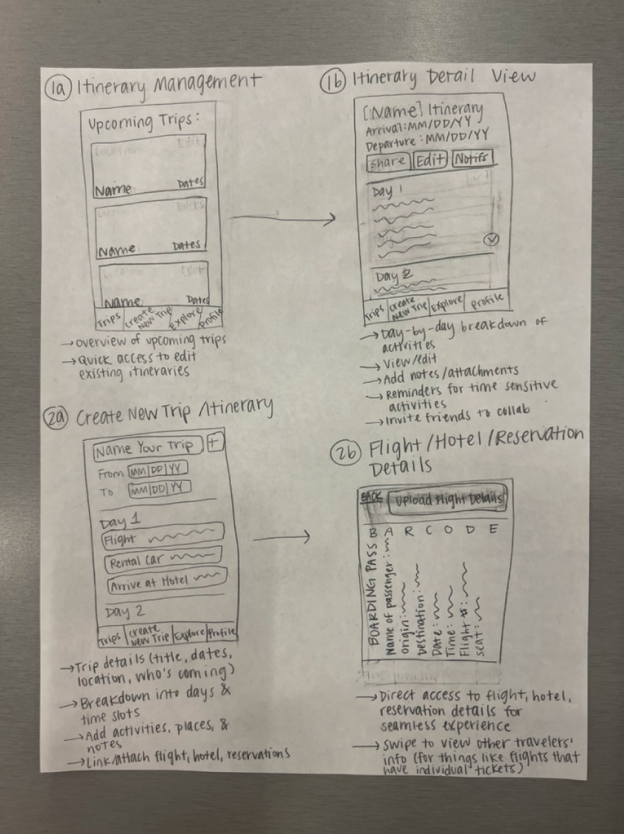 1a Itinerary Management
Upcoming Trips:
Name Dates
Name Dates
Name Dates
Trips Create New Trip Explore Profile
→ overview of upcoming trips
→ Quick access to edit
existing itineraries
1b Itinerary Detail View
[Name] Itinerary
Arrival: MM/DD/YY
Departure: MM/DD/YY
Share Edit Notifs
Day 1
Day 2
Trips Create New Trip Explore Profile
→ Day-by-day breakdown of
activities
→ View/edit
→ Add notes/attachments
→ Reminders for time sensitive
activities
→ Invite friends to collab
2a Create New Trip/Itinerary
Name Your Trip +
From MM/DD/YY
To MM/DD/YY
Day 1
Flight
Rental Car
Arrive at Hotel
Day 2
Trips Create New Trip Explore Profile
→ Trip details (title, dates,
location, who's coming)
→ Breakdown into days &
time slots
→ Add activities, places, &
notes
→ Link/attach flight, hotel, reservations
2b Flight/Hotel/Reservation
Details
BACK Upload Flight Details
BARCODE
BOARDING PASS
Name of passenger:
Origin:
Destination:
Date:
Time:
Flight #:
seat:
→ Direct access to flight, hotel,
reservation details for
seamless experience
→ Swipe to view other travelers'
info (for things like flights that
have individual tickets)